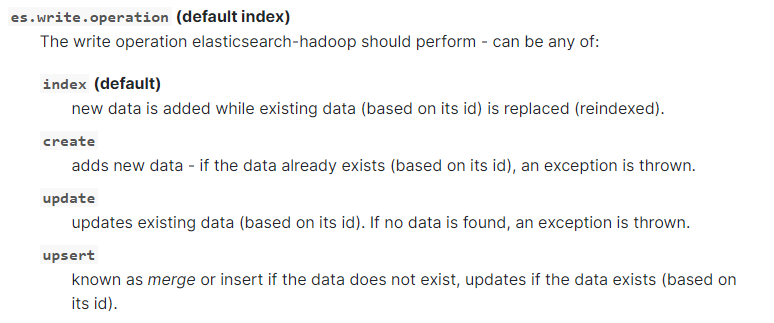 es.write.operation (default index)
The write operation elasticsearch-hadoop should perform - can be any of:
index (default)
new data is added while existing data (based on its id) is replaced (reindexed).
create
adds new data - if the data already exists (based on its id), an exception is thrown.
update
updates existing data (based on its id). If no data is found, an exception is thrown.
upsert
known as merge or insert if the data does not exist, updates if the data exists (based on
its id).